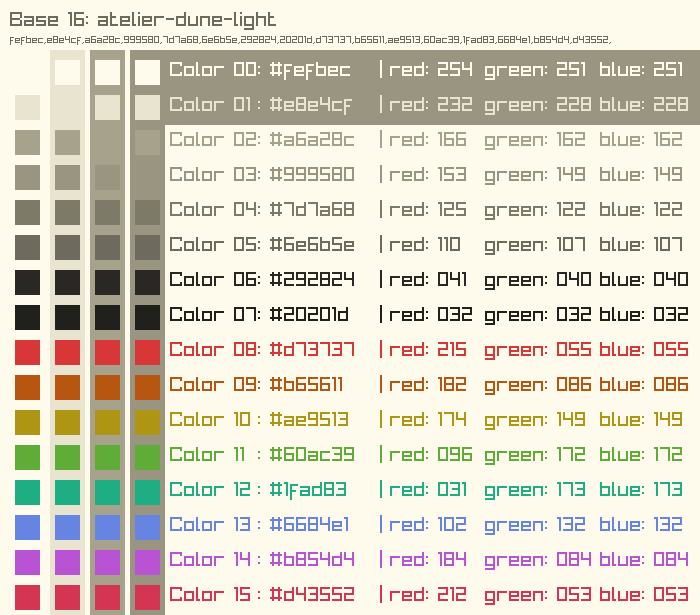 Base 16: atelier-dune-light
fefbec,e8e4cf,a6a28c,999580,7d7a68,6e6b5e,292824,20201d,d73737,b65611,ae9513,60ac39,1fad83,6684e1,b854d4,d43552,
Color 00: #fefbec | red: 254 green: 251 blue: 251
Color 01 : #e8e4cf | red: 232 green: 228 blue: 228
Color 02: #a6a28c | red: 166 green: 162 blue: 162
Color 03: #999580 | red: 153 green: 149 blue: 149
Color 04: #7d7a68 | red: 125 green: 122 blue: 122
Color 05: #6e6b5e | red: 110 green: 107 blue: 107
Color 06: #292824 | red: 041 green: 040 blue: 040
Color 07: #20201d | red: 032 green: 032 blue: 032
Color 08: #d73737 | red: 215 green: 055 blue: 055
Color 09: #b65611 | red: 182 green: 086 blue: 086
Color 10 : #ae9513 | red: 174 green: 149 blue: 149
Color 11 : #60ac39 | red: 096 green: 172 blue: 172
Color 12 : #1fad83 | red: 031 green: 173 blue: 173
Color 13 : #6684e1 | red: 102 green: 132 blue: 132
Color 14 : #b854d4 | red: 184 green: 084 blue: 084
Color 15 : #d43552 | red: 212 green: 053 blue: 053